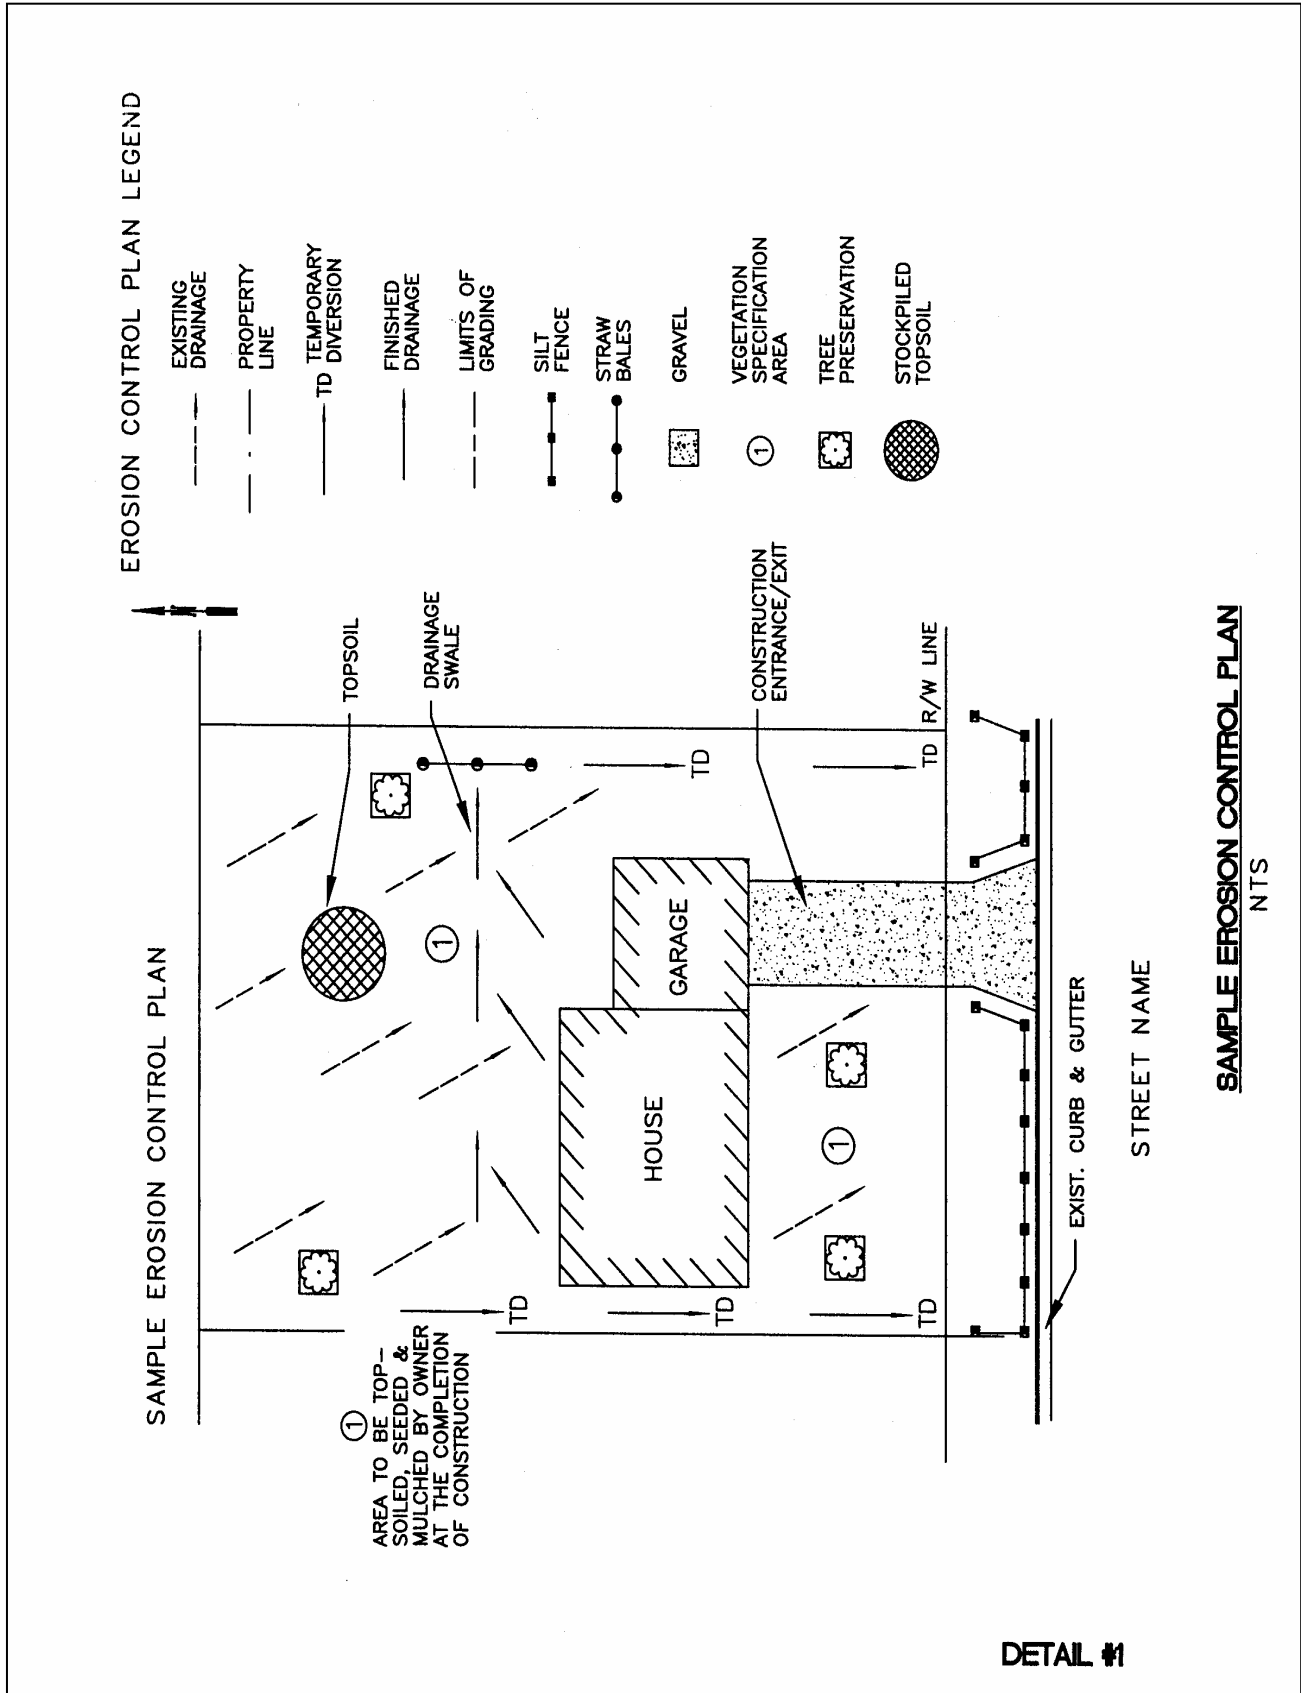 SAMPLE EROSION CONTROL PLAN
EROSION CONTROL PLAN LEGEND
EXISTING
DRAINAGE
PROPERTY
LINE
TD
TEMPORARY
DIVERSION
FINISHED
DRAINAGE
LIMITS OF
GRADING
SILT
FENCE
STRAW
BALES
GRAVEL
1
VEGETATION
SPECIFICATION
AREA
TREE
PRESERVATION
STOCKPILED
TOPSOIL
TOPSOIL
DRAINAGE
SWALE
CONSTRUCTION
ENTRANCE/EXIT
R/W LINE
1
AREA TO BE TOP-
SOILED, SEEDED &
MULCHED BY OWNER
AT THE COMPLETION
OF CONSTRUCTION
1
HOUSE
GARAGE
1
TD
TD
TD
TD
TD
EXIST. CURB & GUTTER
STREET NAME
SAMPLE EROSION CONTROL PLAN
NTS
DETAIL #1